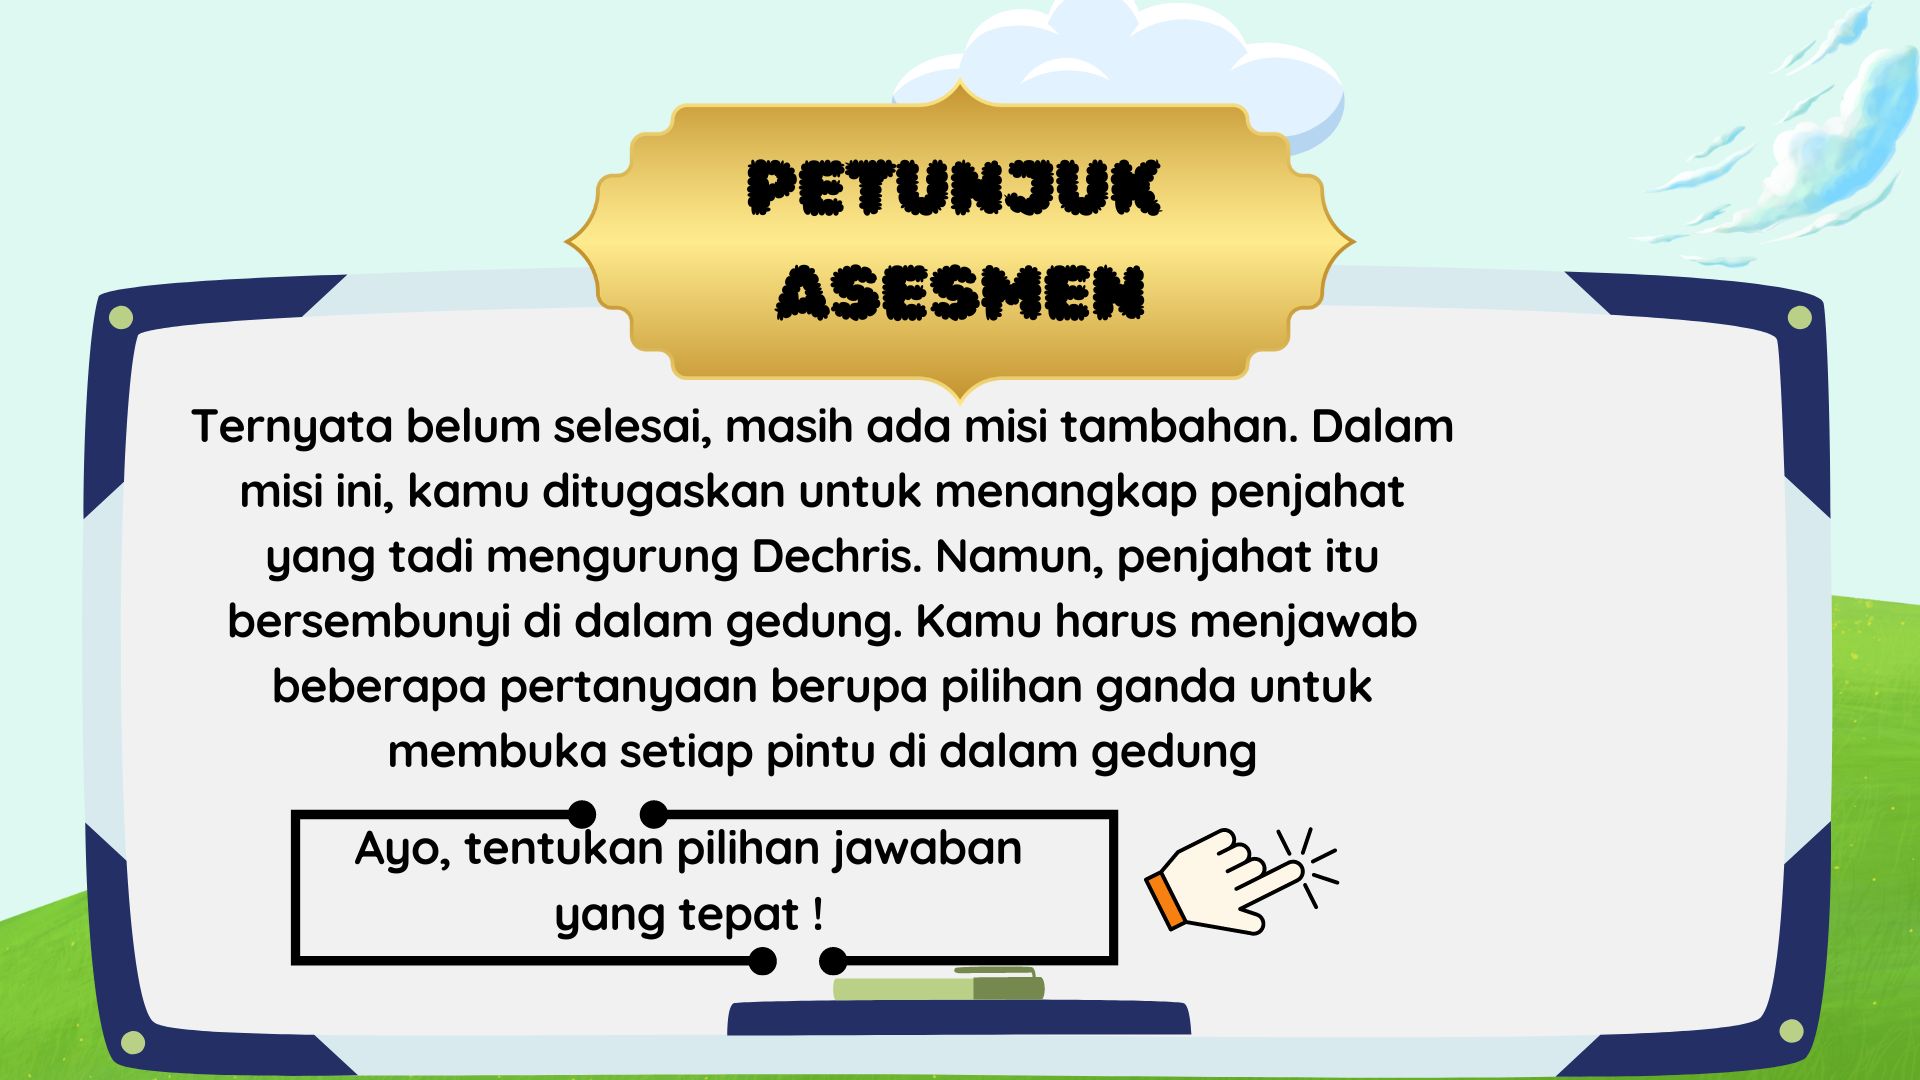 PETUNJUK
ASESMEN
Ternyata belum selesai, masih ada misi tambahan. Dalam
misi ini, kamu ditugaskan untuk menangkap penjahat
yang tadi mengurung Dechris. Namun, penjahat itu
bersembunyi di dalam gedung. Kamu harus menjawab
beberapa pertanyaan berupa pilihan ganda untuk
membuka setiap pintu di dalam gedung
Ayo, tentukan pilihan jawaban
yang tepat !